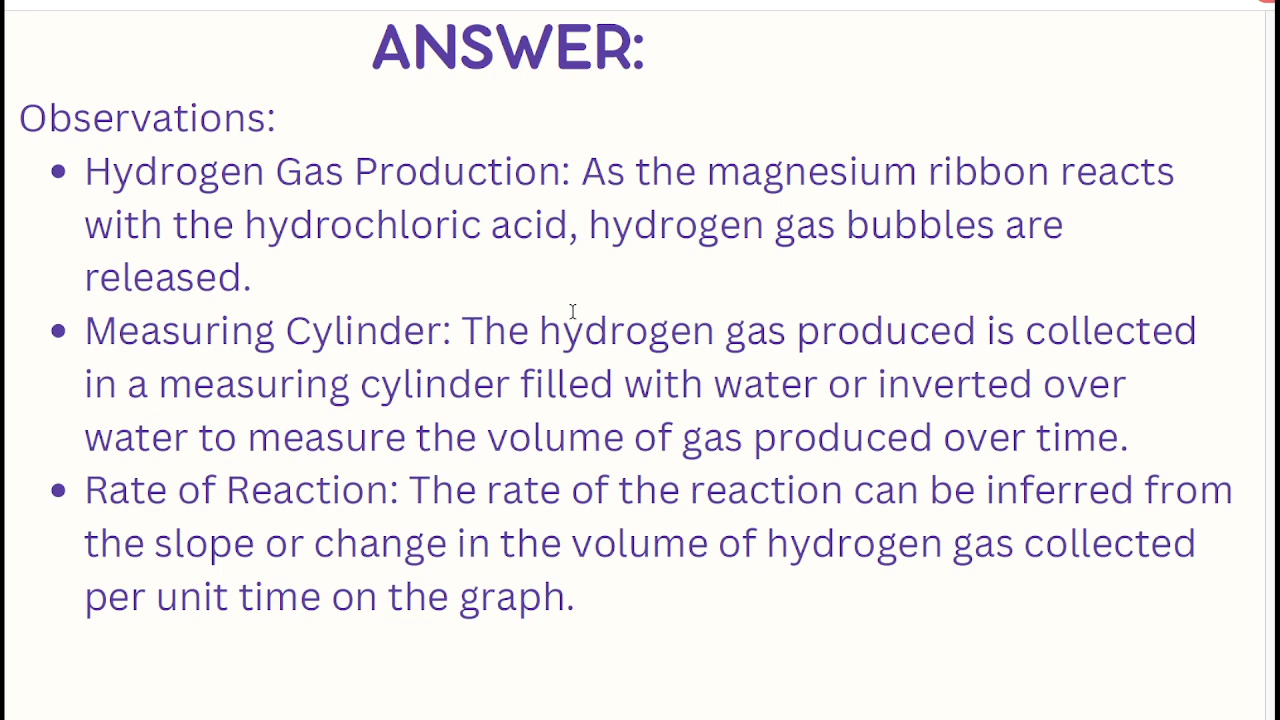 ANSWER:
Observations:
• Hydrogen Gas Production: As the magnesium ribbon reacts
with the hydrochloric acid, hydrogen gas bubbles are
released.
• Measuring Cylinder: The hydrogen gas produced is collected
in a measuring cylinder filled with water or inverted over
water to measure the volume of gas produced over time.
• Rate of Reaction: The rate of the reaction can be inferred from
the slope or change in the volume of hydrogen gas collected
per unit time on the graph.